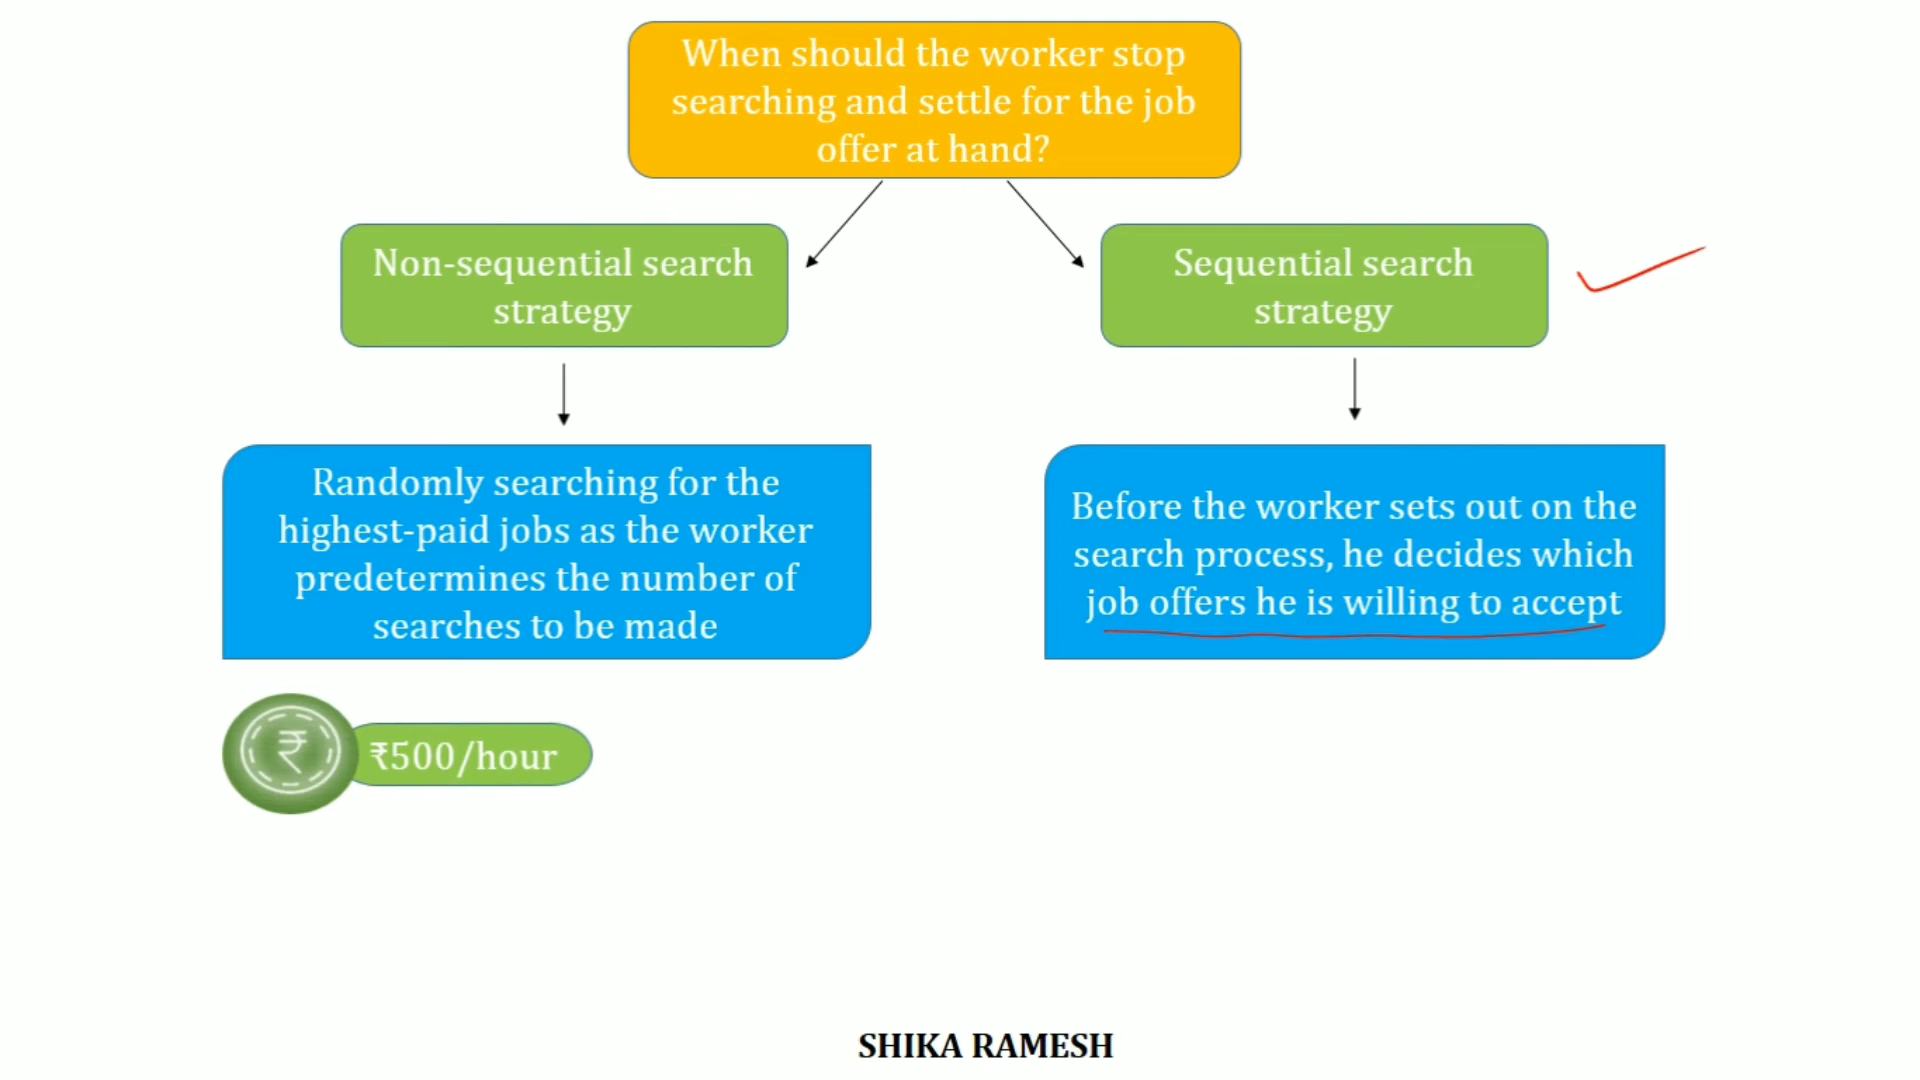 When should the worker stop
searching and settle for the job
offer at hand?
Non-sequential search
strategy
Sequential search
strategy
Randomly searching for the
highest-paid jobs as the worker
predetermines the number of
searches to be made
Before the worker sets out on the
search process, he decides which
job offers he is willing to accept
₹
₹500/hour
SHIKA RAMESH